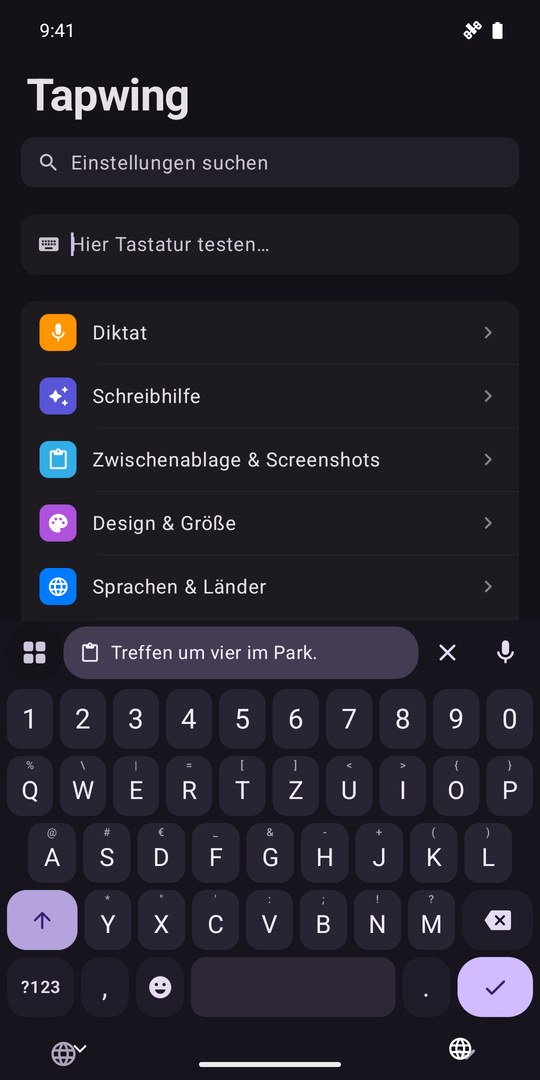 9:41
Tapwing
Einstellungen suchen
Hier Tastatur testen…
Diktat
Schreibhilfe
Zwischenablage & Screenshots
Design & Größe
Sprachen & Länder
Treffen um vier im Park.
1 2 3 4 5 6 7 8 9 0
% \ | = [ ] < > { }
Q W E R T Z U I O P
@ # € _ & - + ( )
A S D F G H J K L
* " ' : ; ! ?
Y X C V B N M
?123 , .